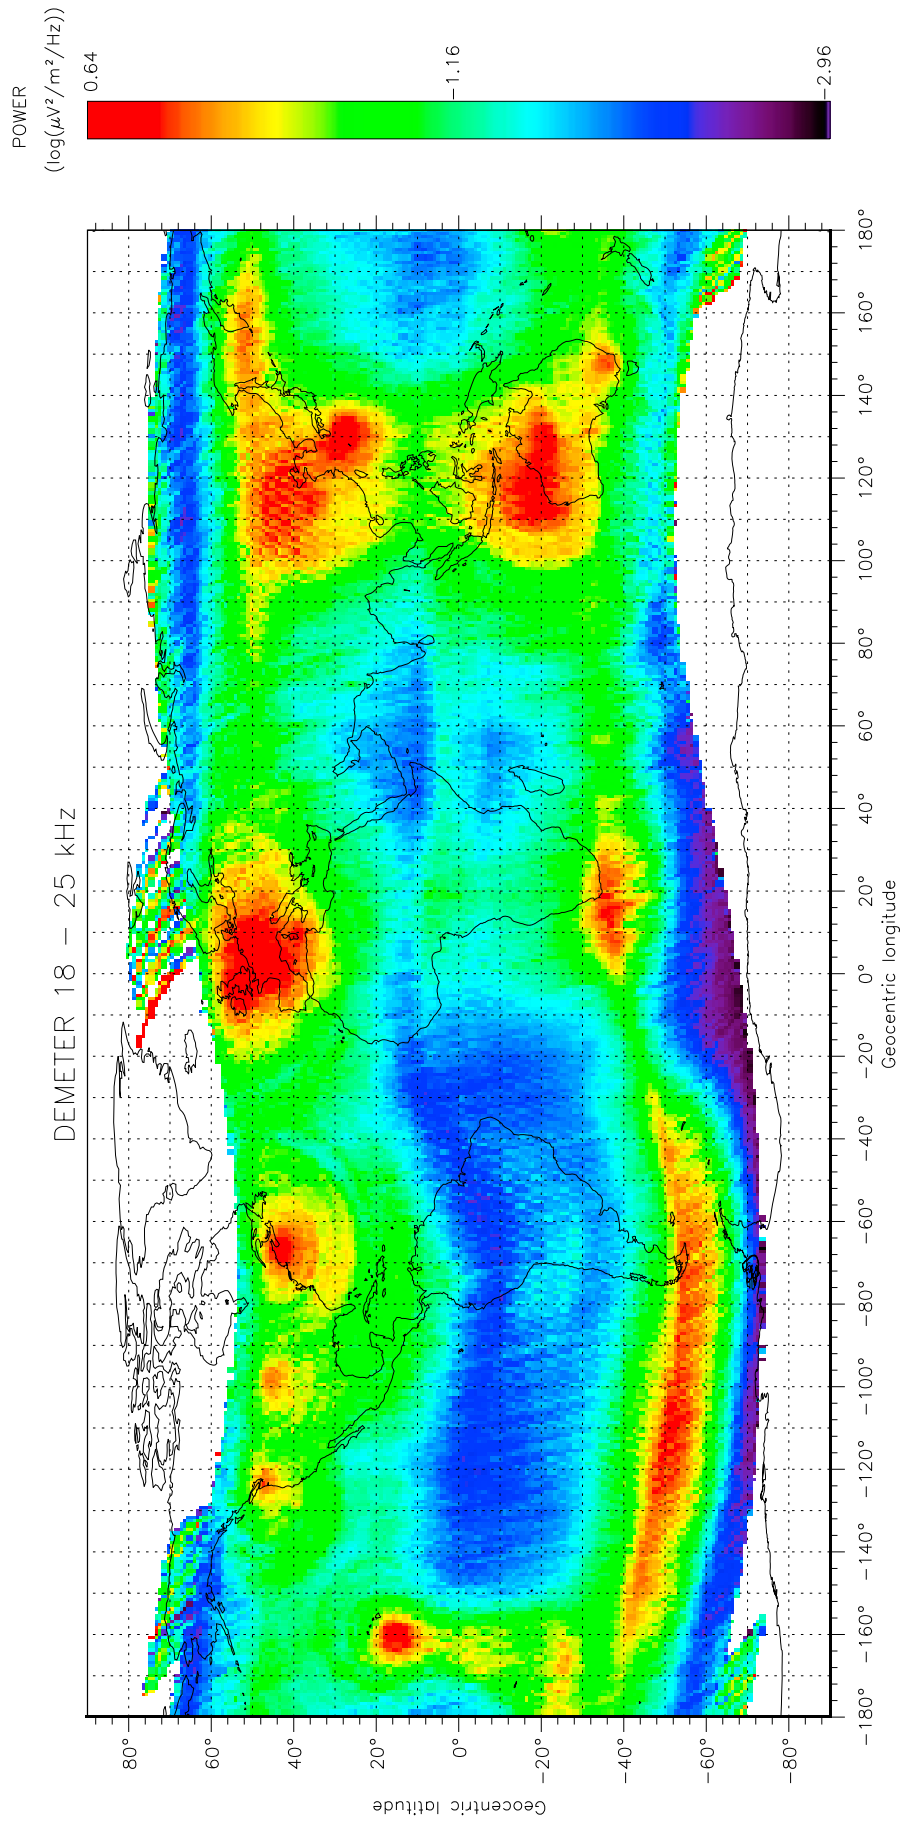 DEMETER 18 – 25 kHz
POWER
(log(μV²/m²/Hz))
0.64
−1.16
−2.96
Geocentric latitude
80°
60°
40°
20°
0°
−20°
−40°
−60°
−80°
−180° −160° −140° −120° −100° −80° −60° −40° −20° 0° 20° 40° 60° 80° 100° 120° 140° 160° 180°
Geocentric longitude